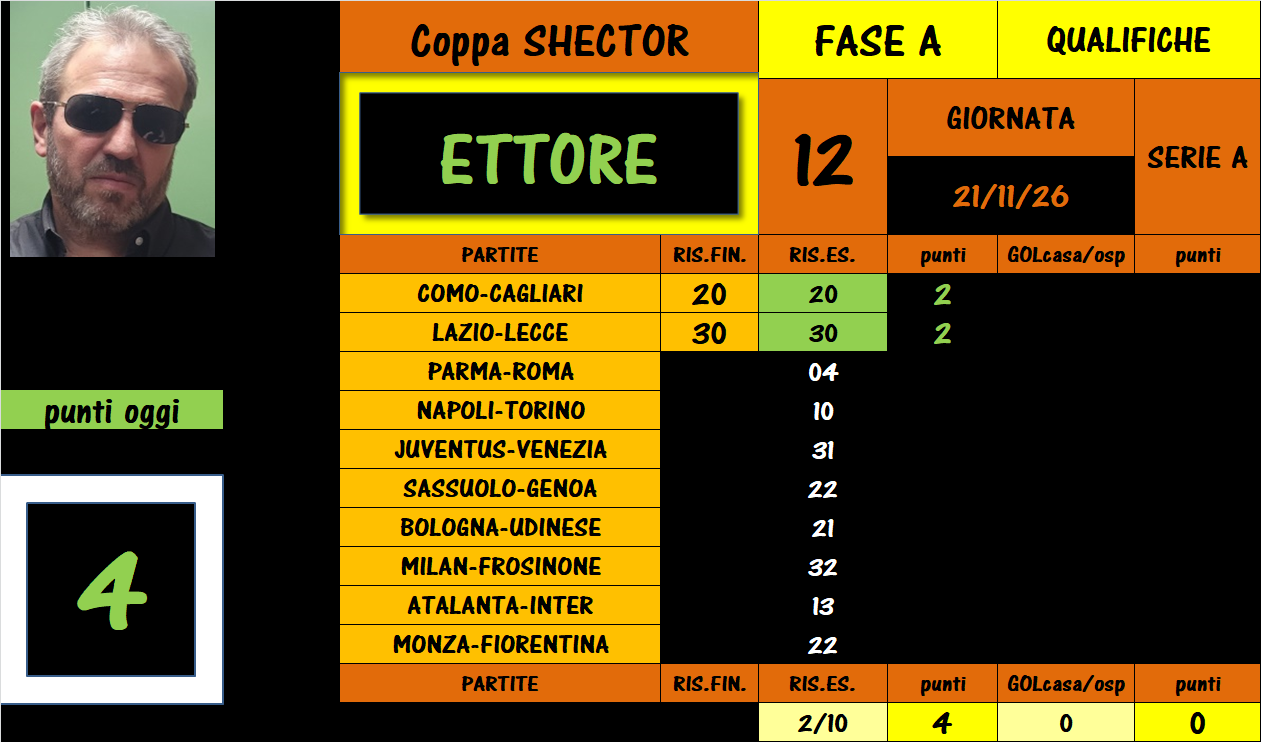 Coppa SHECTOR FASE A QUALIFICHE
ETTORE 12 GIORNATA SERIE A
21/11/26
PARTITE RIS.FIN. RIS.ES. punti GOLcasa/osp punti
COMO-CAGLIARI 20 20 2
LAZIO-LECCE 30 30 2
PARMA-ROMA 04
punti oggi
NAPOLI-TORINO 10
JUVENTUS-VENEZIA 31
SASSUOLO-GENOA 22
BOLOGNA-UDINESE 21
4
MILAN-FROSINONE 32
ATALANTA-INTER 13
MONZA-FIORENTINA 22
PARTITE RIS.FIN. RIS.ES. punti GOLcasa/osp punti
2/10 4 0 0